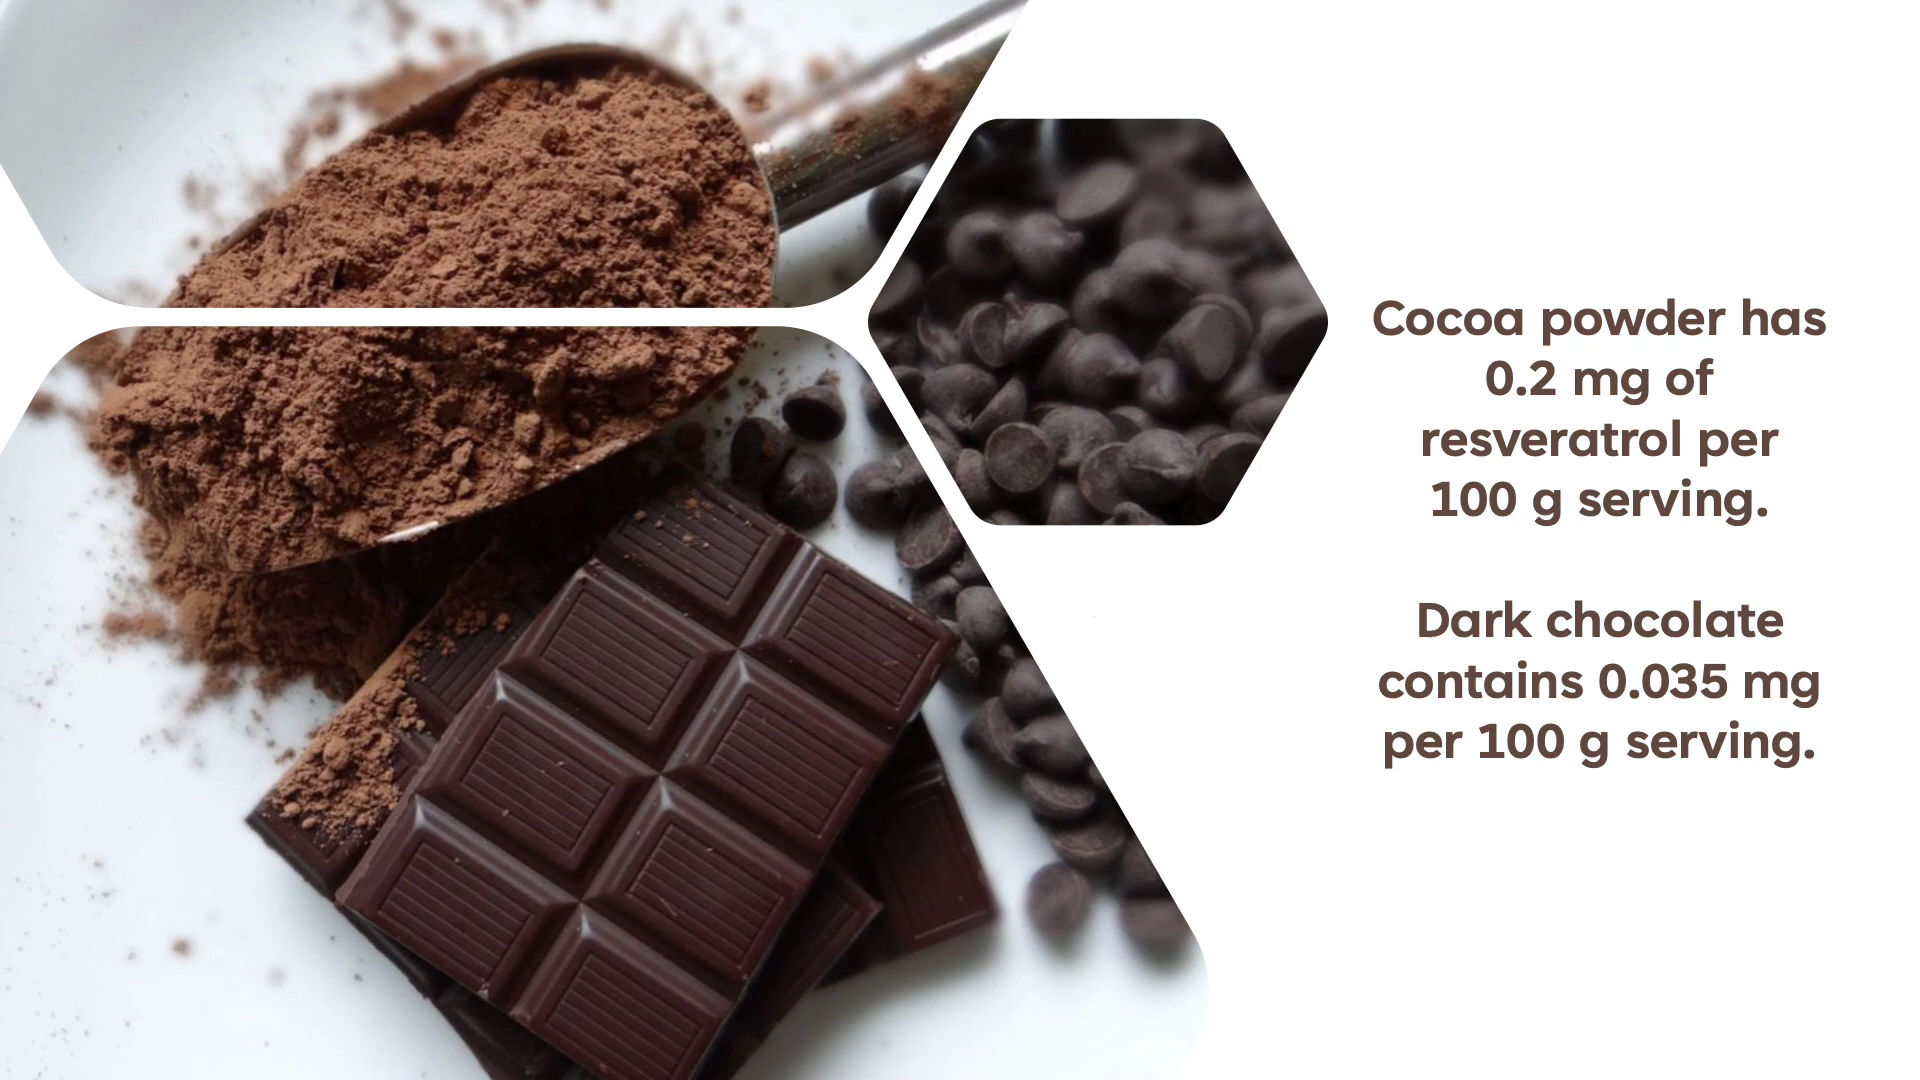 Cocoa powder has
0.2 mg of
resveratrol per
100 g serving.
Dark chocolate
contains 0.035 mg
per 100 g serving.